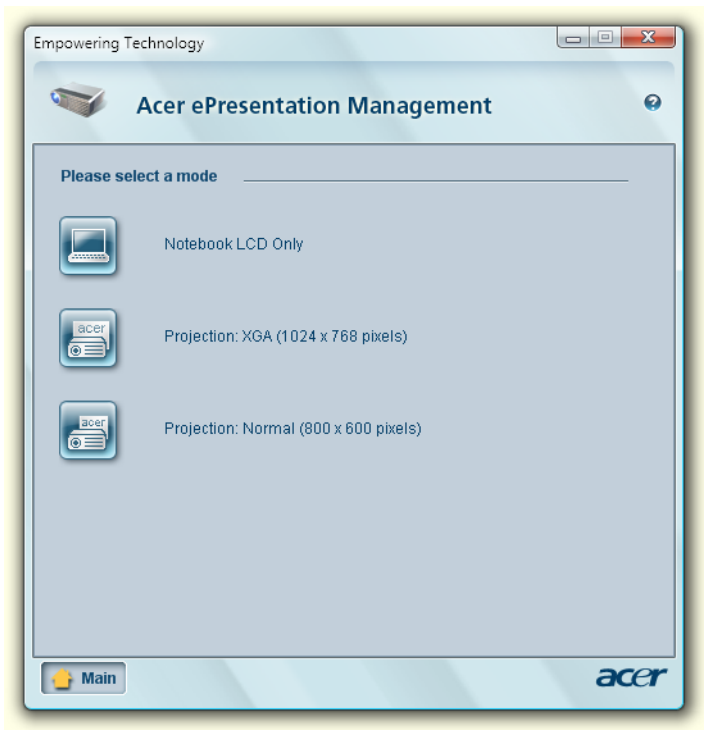 Empowering Technology
Acer ePresentation Management
Please select a mode
Notebook LCD Only
acer
Projection: XGA (1024 x 768 pixels)
acer
Projection: Normal (800 x 600 pixels)
Main
acer